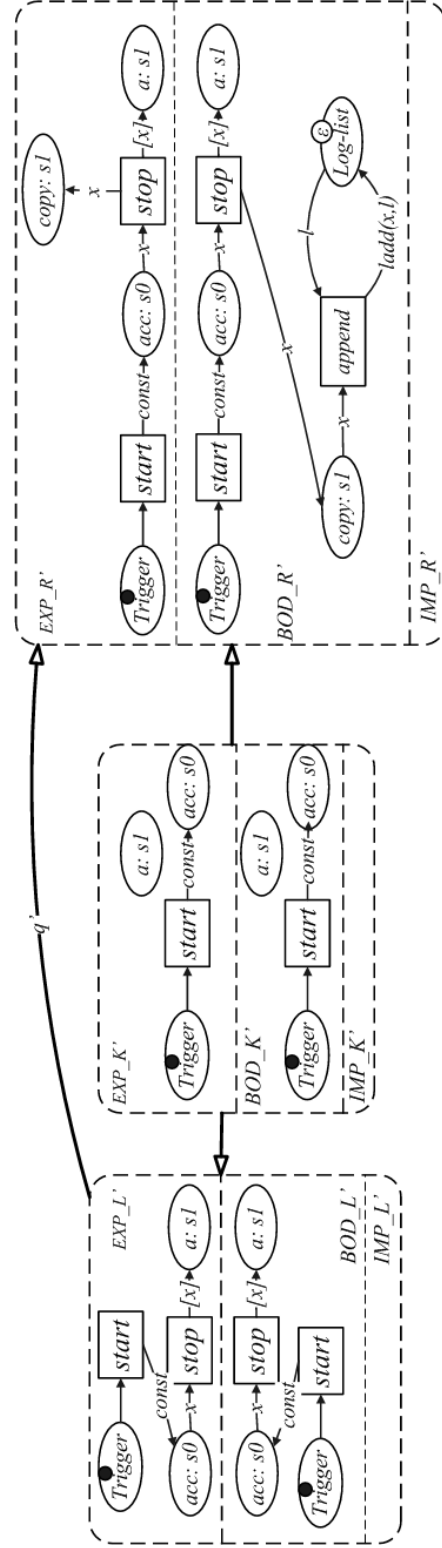 q'
EXP_L'
Trigger
start
const
acc: s0
x
stop
[x]
a: s1
acc: s0
x
stop
[x]
a: s1
const
Trigger
start
BOD_L'
IMP_L'
EXP_K'
a: s1
Trigger
start
const
acc: s0
BOD_K'
a: s1
Trigger
start
const
acc: s0
IMP_K'
EXP_R'
copy: s1
x
Trigger
start
const
acc: s0
x
stop
[x]
a: s1
Trigger
start
const
acc: s0
x
stop
[x]
a: s1
BOD_R'
x
copy: s1
x
append
l
ladd(x,l)
ε
Log-list
IMP_R'